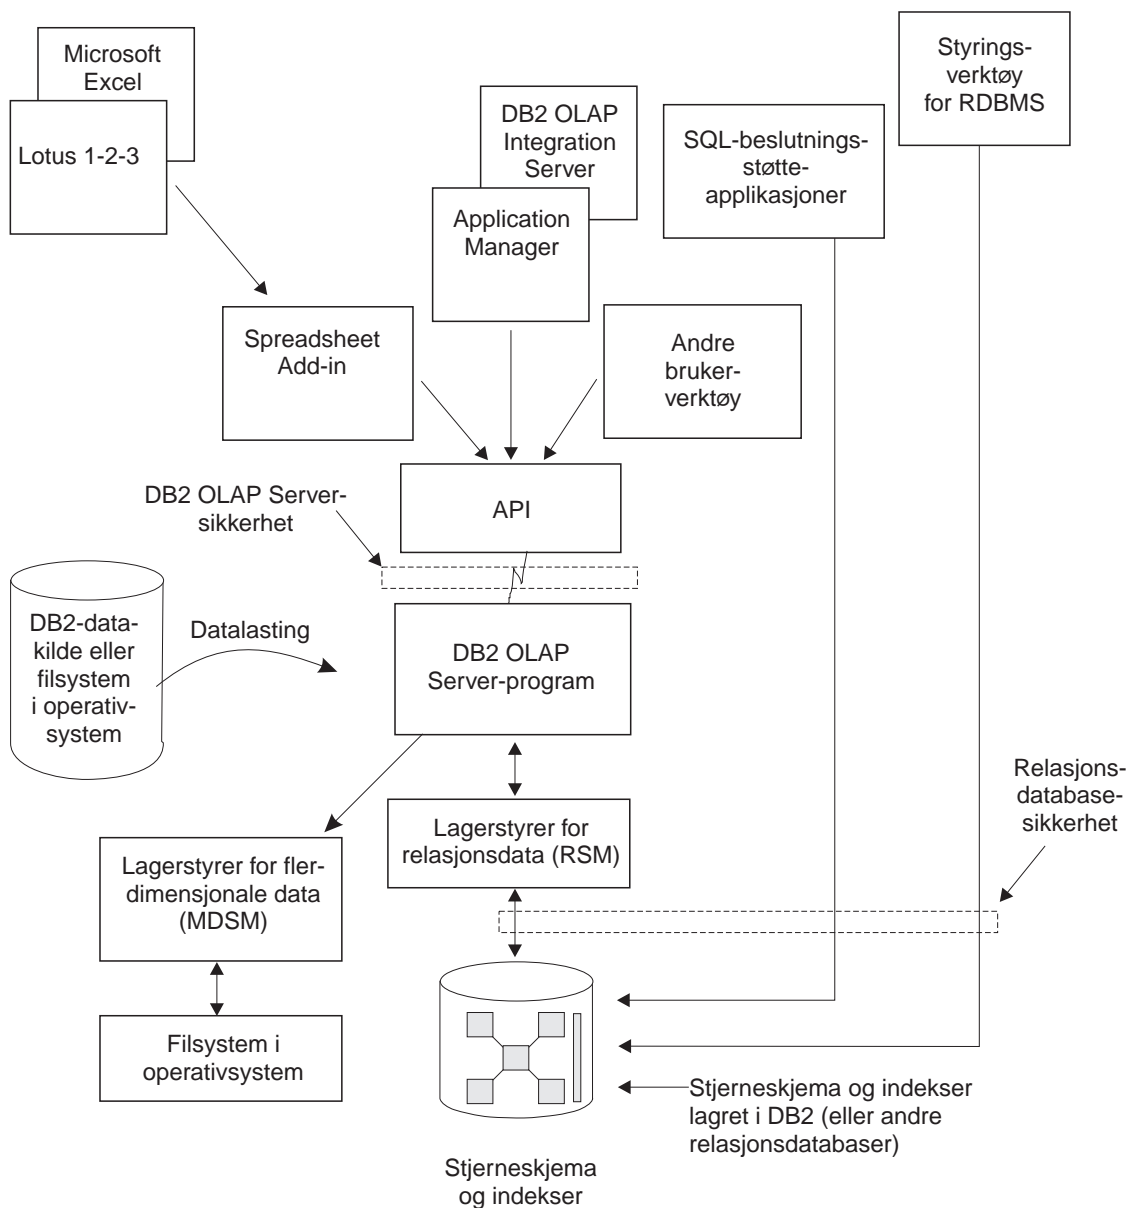 Microsoft
Excel
Lotus 1-2-3
DB2 OLAP
Integration
Server
Application
Manager
SQL-beslutnings-
støtte-
applikasjoner
Styrings-
verktøy
for RDBMS
Spreadsheet
Add-in
Andre
bruker-
verktøy
DB2 OLAP Server-
sikkerhet
API
DB2-data-
kilde eller
filsystem
i operativ-
system
Datalasting
DB2 OLAP
Server-program
Relasjons-
database-
sikkerhet
Lagerstyrer for
relasjonsdata (RSM)
Lagerstyrer for fler-
dimensjonale data
(MDSM)
Filsystem i
operativsystem
Stjerneskjema og indekser
lagret i DB2 (eller andre
relasjonsdatabaser)
Stjerneskjema
og indekser